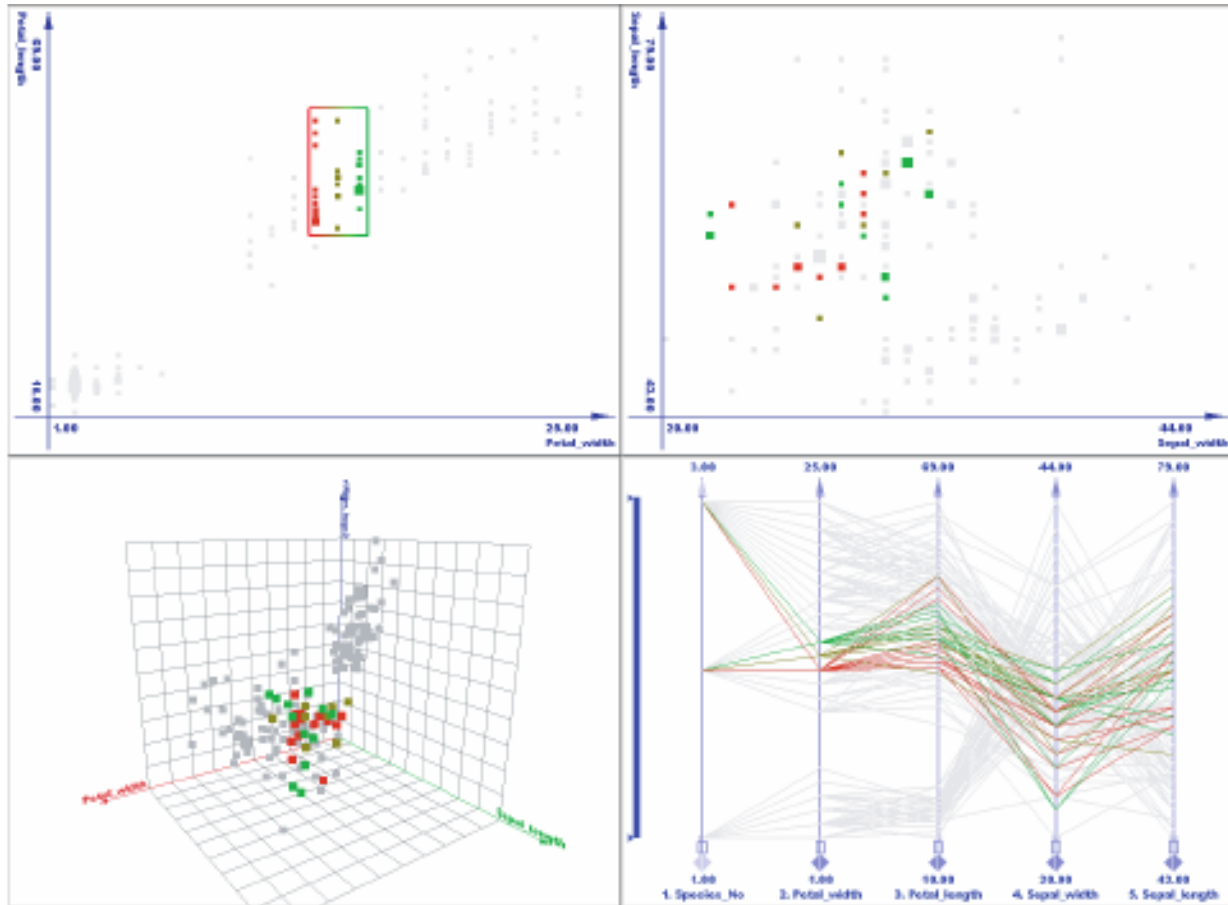 Petal_length
69.00
10.00
1.00
25.00
Petal_width
Sepal_length
79.00
43.00
20.00
44.00
Sepal_width
Petal_width
Sepal_length
3.00
25.00
69.00
44.00
79.00
1.00
1.00
10.00
20.00
43.00
1. Species_No
2. Petal_width
3. Petal_length
4. Sepal_width
5. Sepal_length